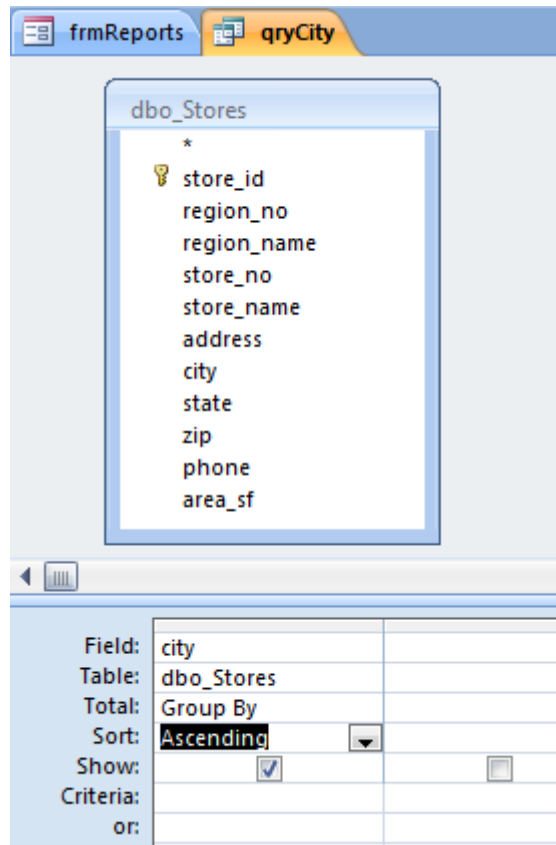 frmReports qryCity
dbo_Stores
*
store_id
region_no
region_name
store_no
store_name
address
city
state
zip
phone
area_sf
Field: city
Table: dbo_Stores
Total: Group By
Sort: Ascending
Show:
Criteria:
or: